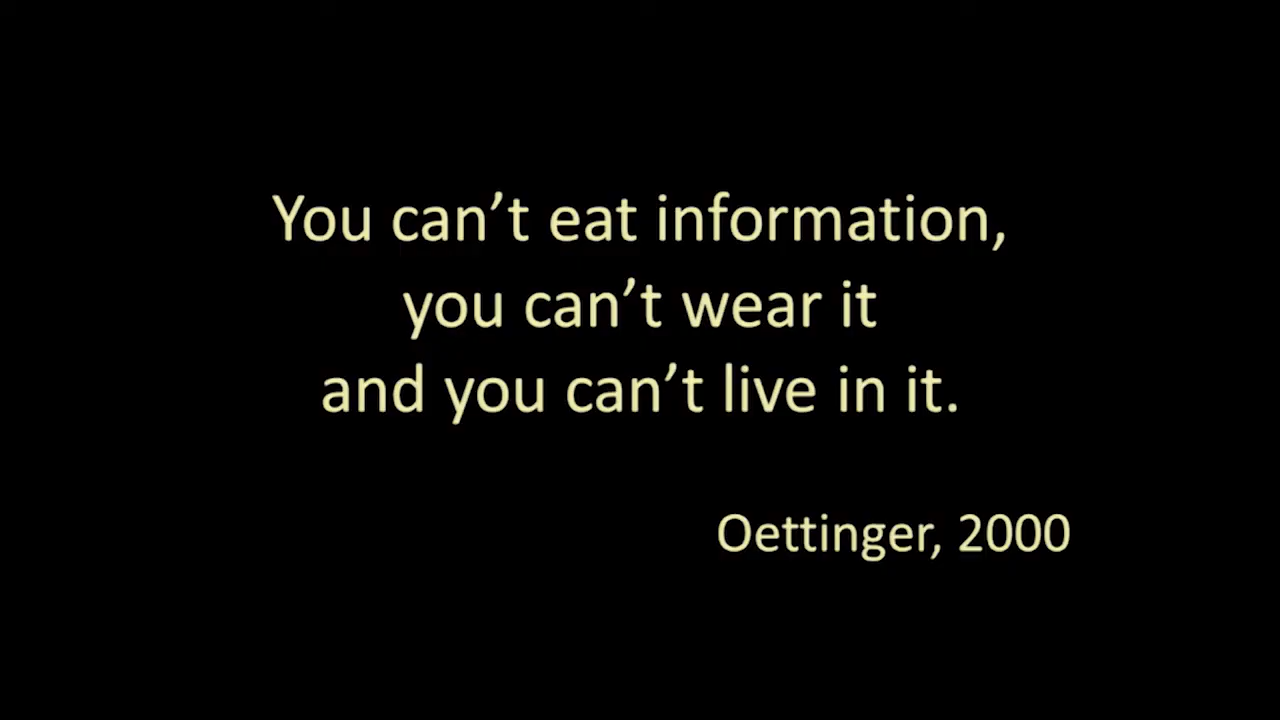 You can’t eat information,
you can’t wear it
and you can’t live in it.
Oettinger, 2000